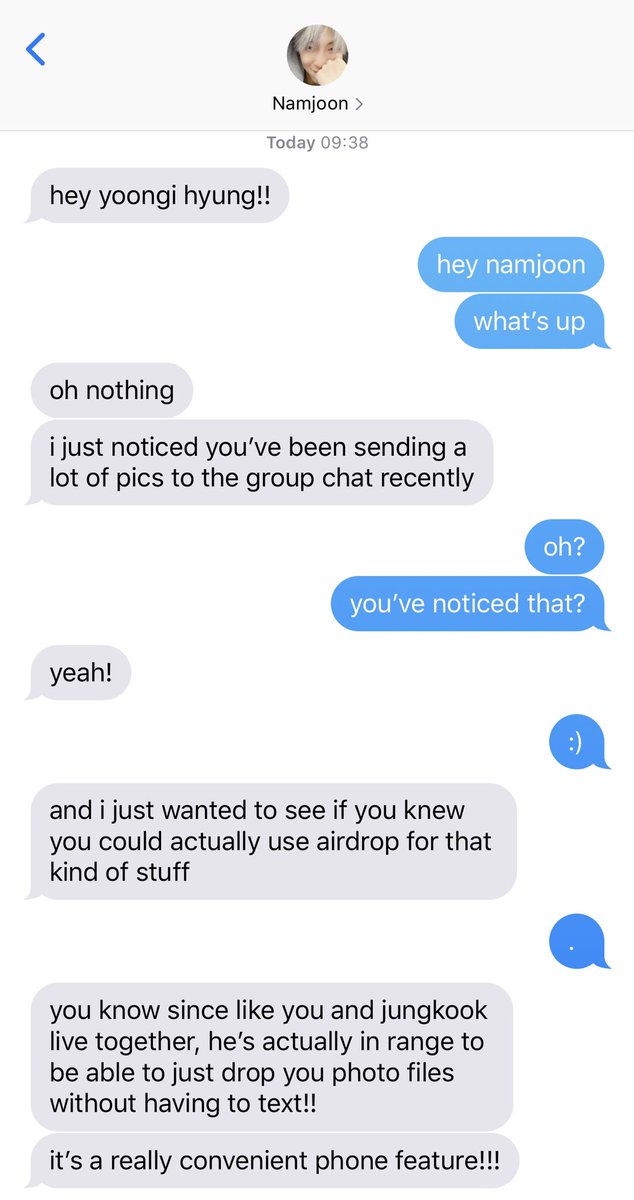 Namjoon
Today 09:38
hey yoongi hyung!!
hey namjoon
what’s up
oh nothing
i just noticed you’ve been sending a
lot of pics to the group chat recently
oh?
you’ve noticed that?
yeah!
:)
and i just wanted to see if you knew
you could actually use airdrop for that
kind of stuff
.
you know since like you and jungkook
live together, he’s actually in range to
be able to just drop you photo files
without having to text!!
it’s a really convenient phone feature!!!